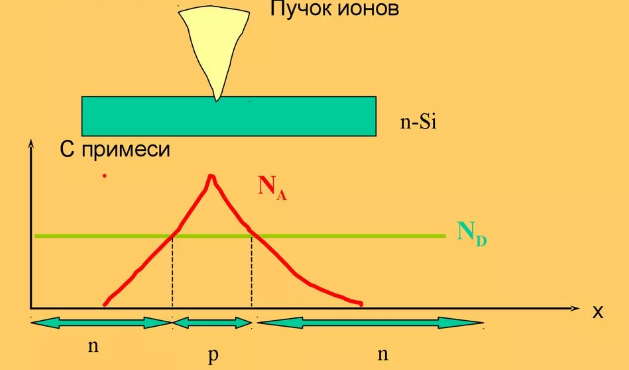 Пучок ионов
n-Si
С примеси
N_A
N_D
x
n
p
n